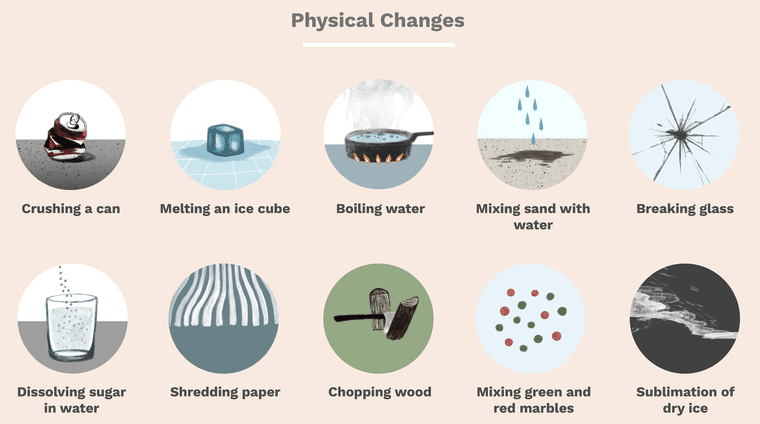 Physical Changes
Crushing a can
Melting an ice cube
Boiling water
Mixing sand with
water
Breaking glass
Dissolving sugar
in water
Shredding paper
Chopping wood
Mixing green and
red marbles
Sublimation of
dry ice